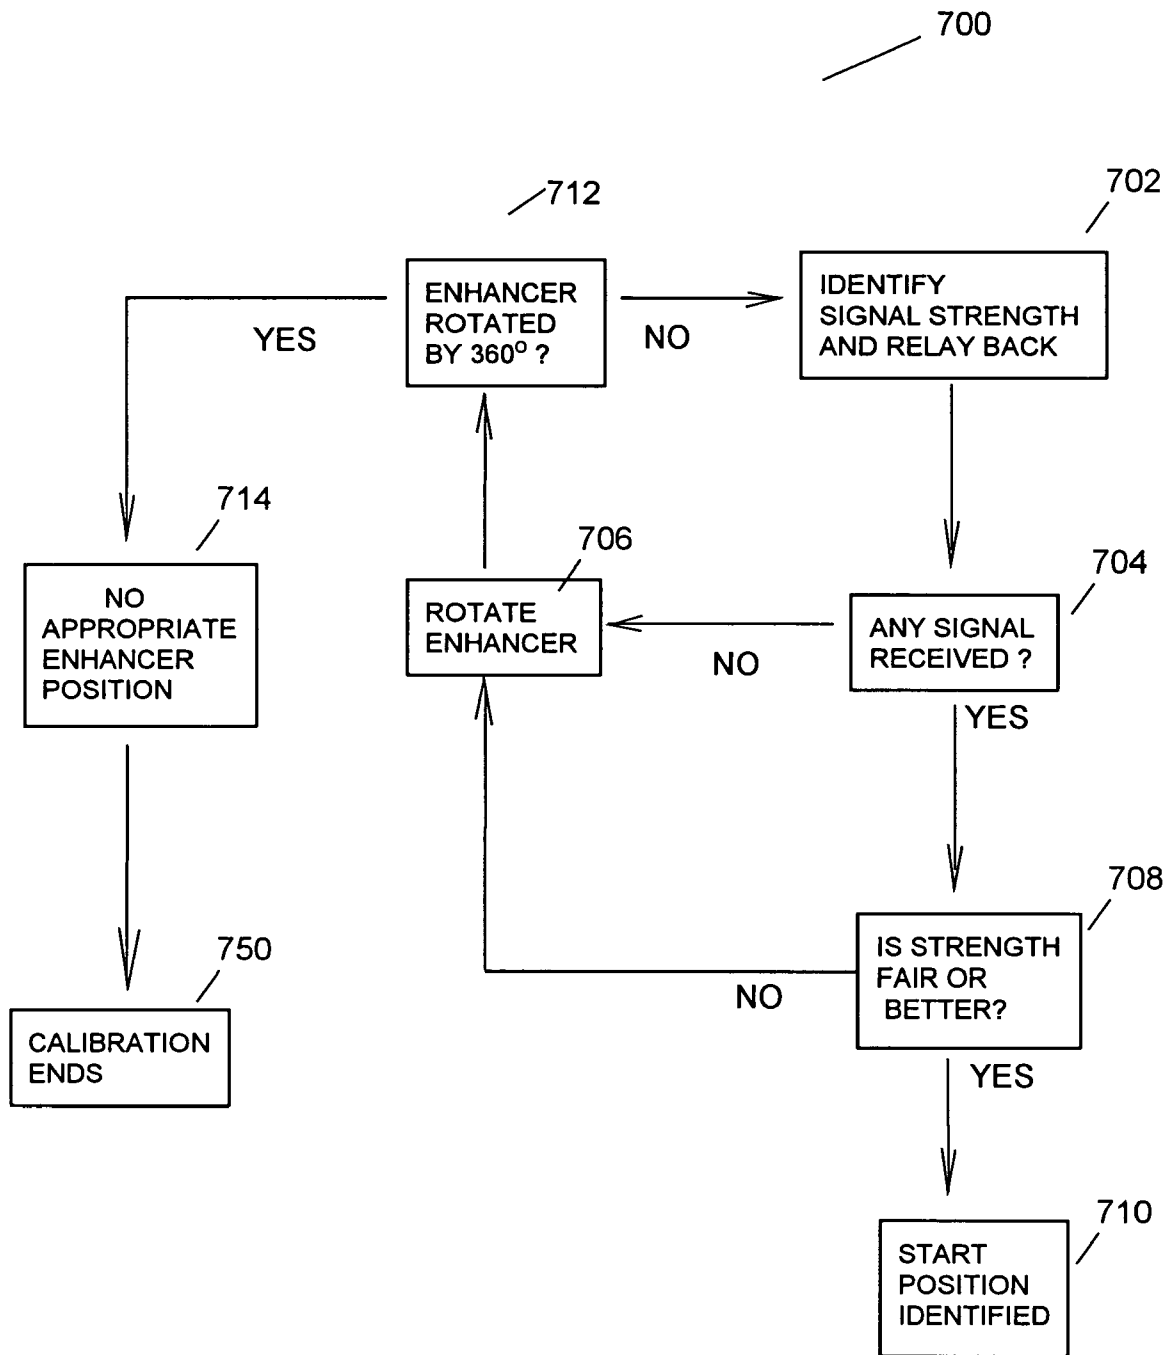 700
712
702
ENHANCER
ROTATED
BY 360° ?
IDENTIFY
SIGNAL STRENGTH
AND RELAY BACK
YES
NO
714
706
704
NO
APPROPRIATE
ENHANCER
POSITION
ROTATE
ENHANCER
ANY SIGNAL
RECEIVED ?
NO
YES
708
750
IS STRENGTH
FAIR OR
BETTER?
NO
CALIBRATION
ENDS
YES
710
START
POSITION
IDENTIFIED